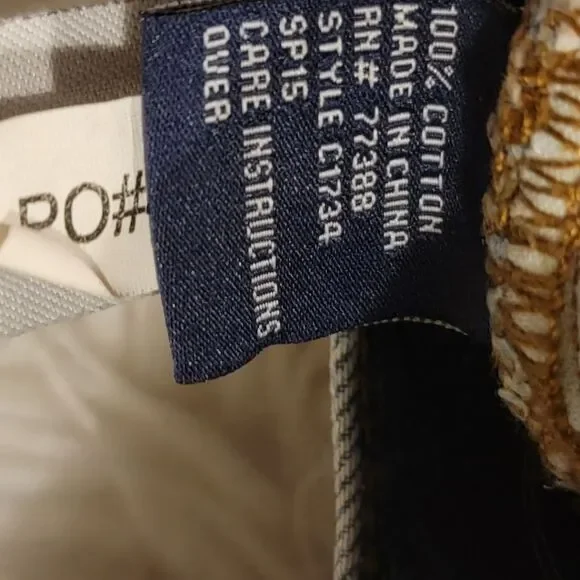 100% COTTON
MADE IN CHINA
RN# 77388
STYLE C1734
SP15
CARE INSTRUCTIONS
OVER
PO#